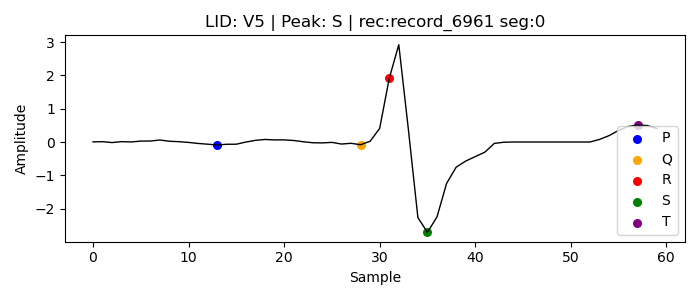 LID: V5 | Peak: S | rec:record_6961 seg:0
Amplitude
3
2
1
0
−1
−2
P
Q
R
S
T
0
10
20
30
40
50
60
Sample